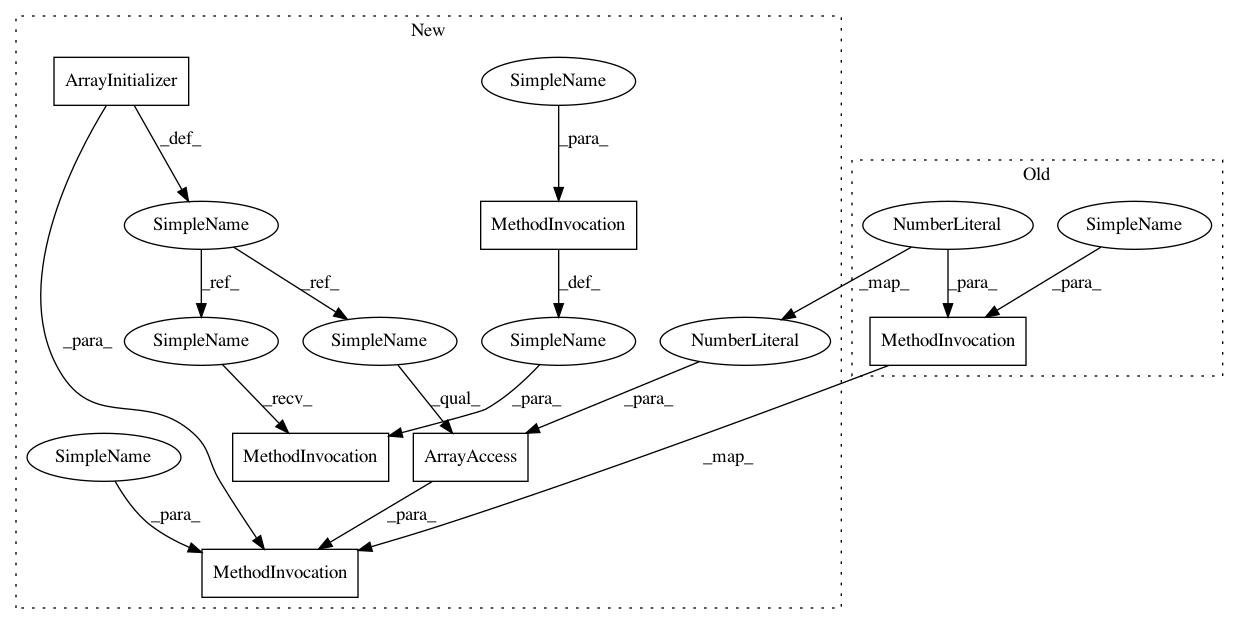 New
ArrayInitializer
SimpleName
_def_
_para_
Old
SimpleName
MethodInvocation
NumberLiteral
SimpleName
_ref_
_ref_
_def_
_map_
_para_
_para_
_para_
SimpleName
SimpleName
SimpleName
NumberLiteral
MethodInvocation
_recv_
_qual_
_para_
_para_
SimpleName
MethodInvocation
ArrayAccess
_map_
_para_
_para_
MethodInvocation